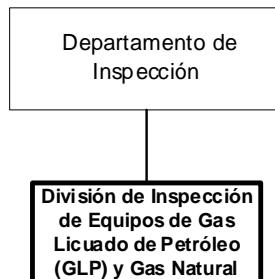 Departamento de
Inspección
División de Inspección
de Equipos de Gas
Licuado de Petróleo
(GLP) y Gas Natural